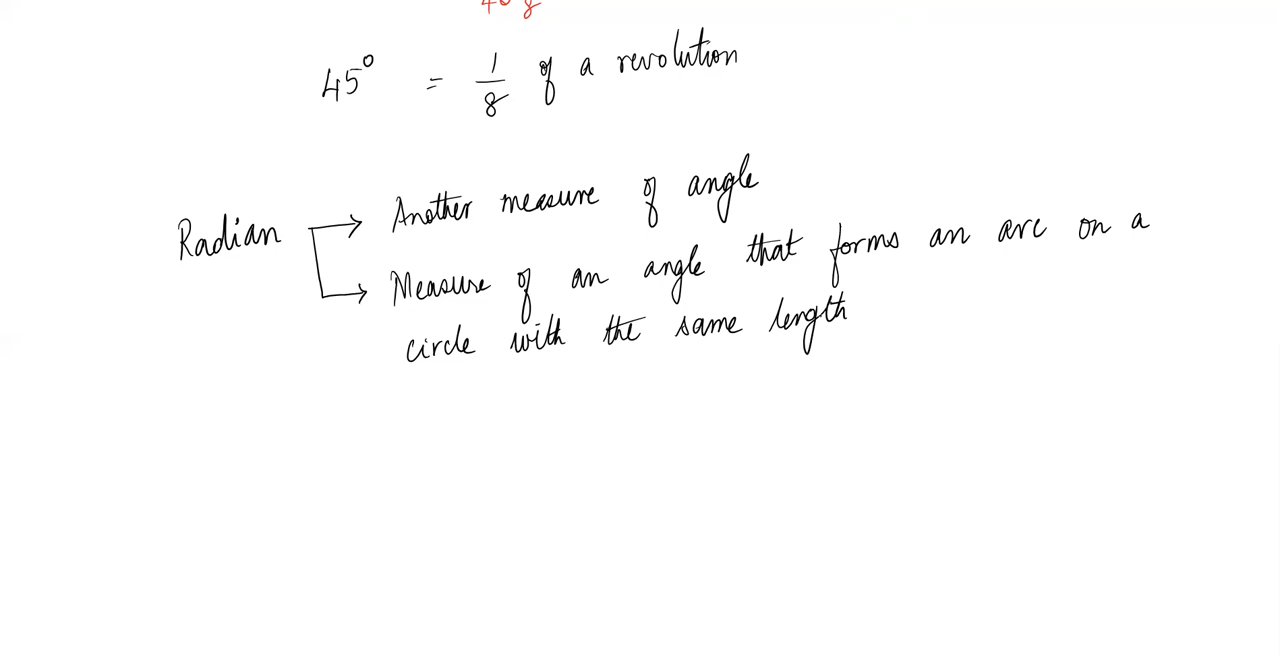 45° = 1/8 of a revolution
Radian → Another measure of angle
→ Measure of an angle that forms an arc on a
circle with the same length